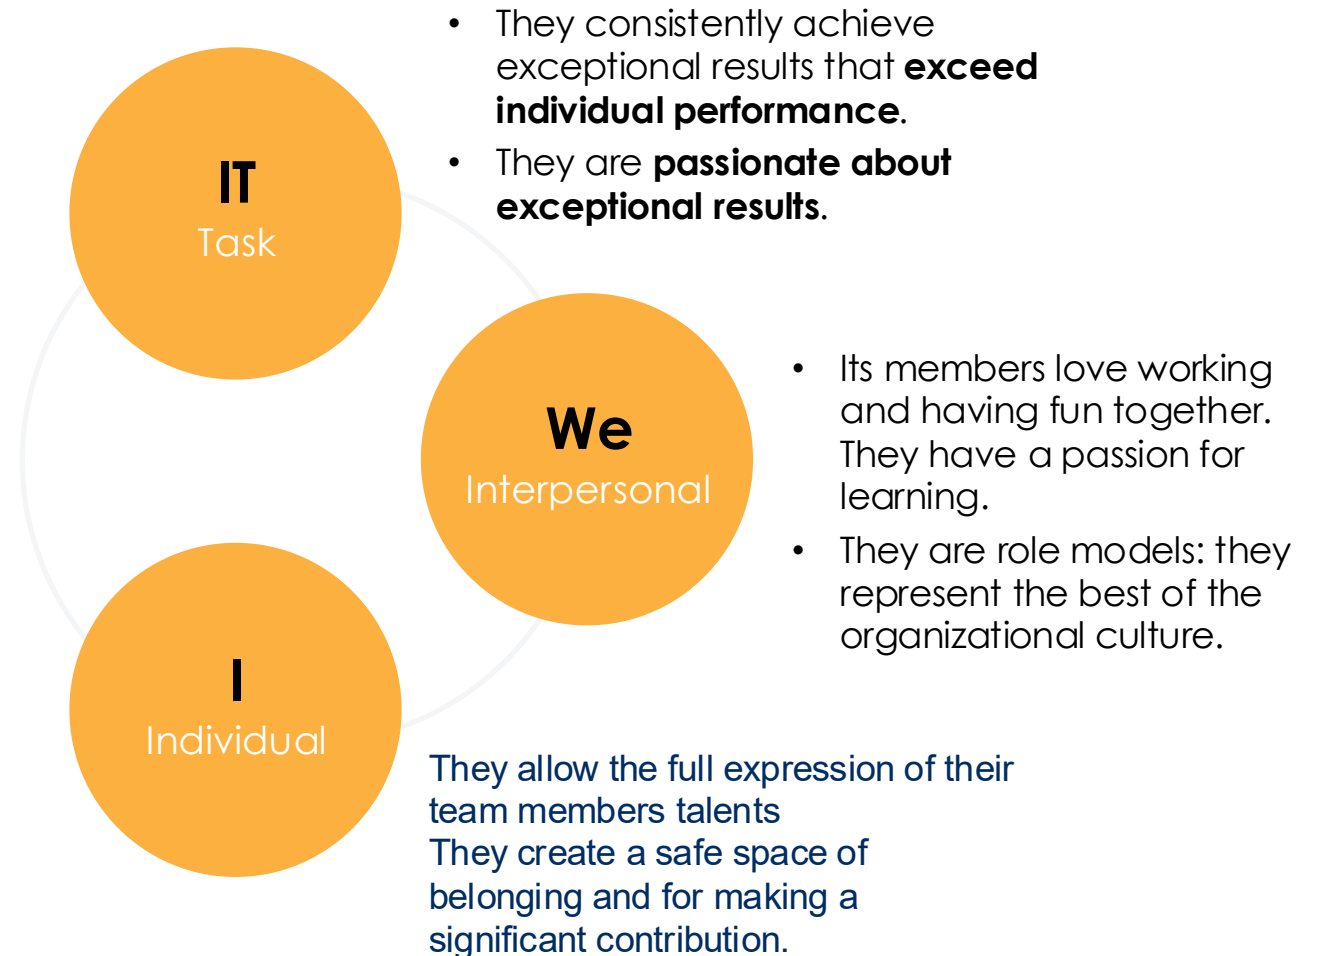 • They consistently achieve
exceptional results that exceed
individual performance.
• They are passionate about
exceptional results.
IT
Task
We
Interpersonal
• Its members love working
and having fun together.
They have a passion for
learning.
• They are role models: they
represent the best of the
organizational culture.
I
Individual
They allow the full expression of their
team members talents
They create a safe space of
belonging and for making a
significant contribution.